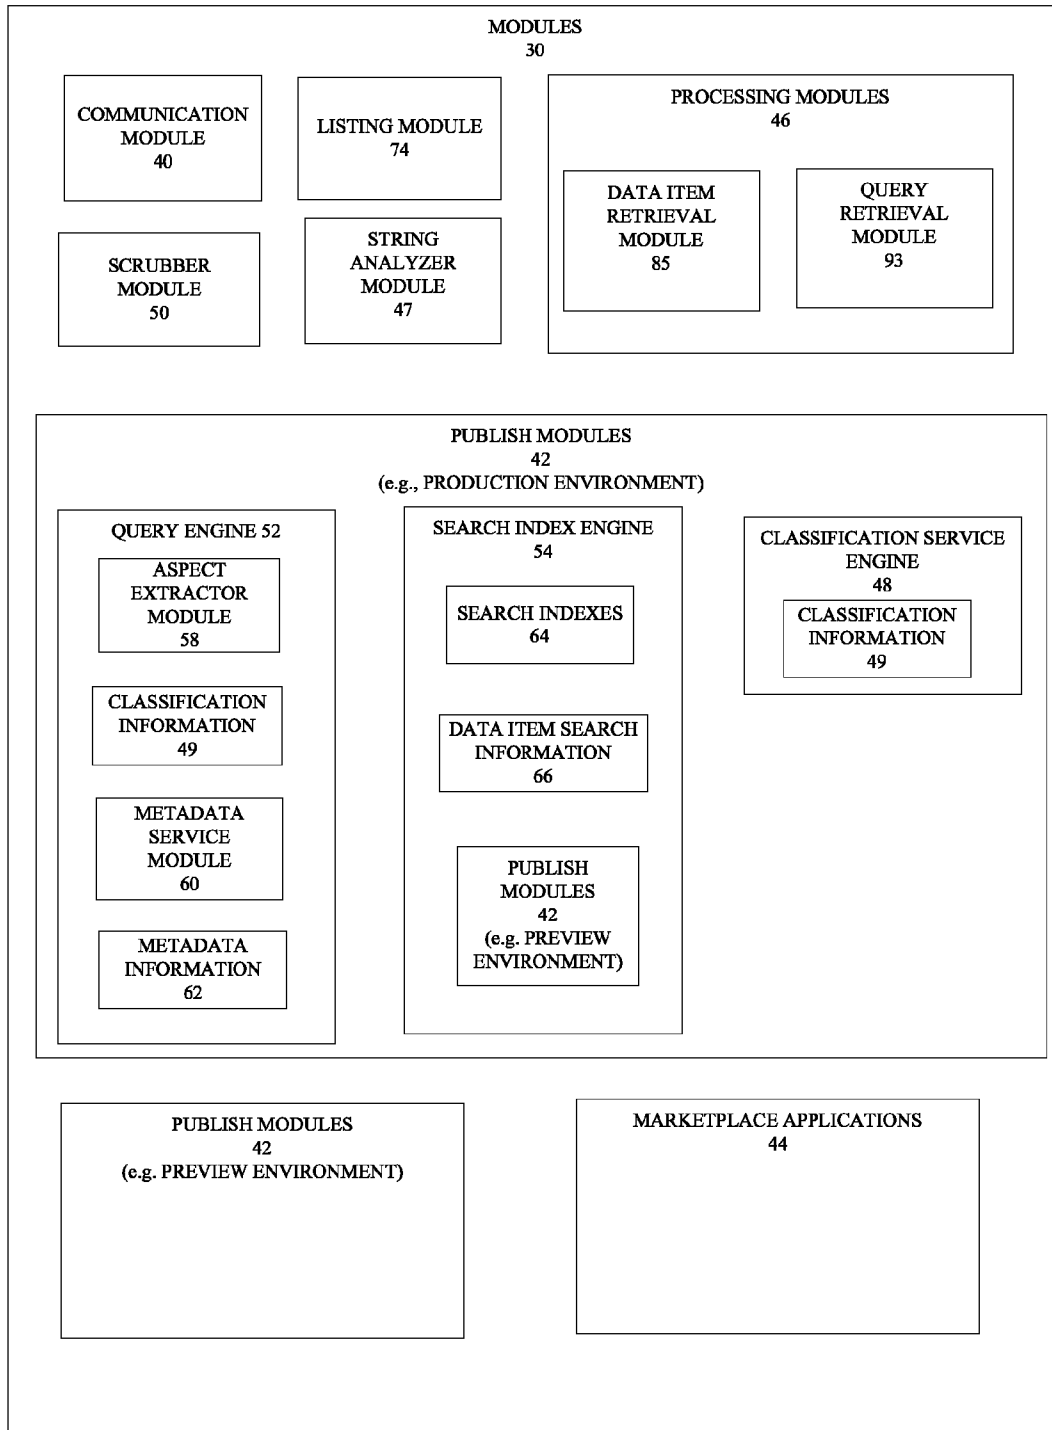 MODULES
30
COMMUNICATION
MODULE
40
LISTING MODULE
74
PROCESSING MODULES
46
DATA ITEM
RETRIEVAL
MODULE
85
QUERY
RETRIEVAL
MODULE
93
SCRUBBER
MODULE
50
STRING
ANALYZER
MODULE
47
PUBLISH MODULES
42
(e.g., PRODUCTION ENVIRONMENT)
QUERY ENGINE 52
ASPECT
EXTRACTOR
MODULE
58
CLASSIFICATION
INFORMATION
49
METADATA
SERVICE
MODULE
60
METADADA
INFORMATION
62
SEARCH INDEX ENGINE
54
SEARCH INDEXES
64
DATA ITEM SEARCH
INFORMATION
66
PUBLISH
MODULES
42
(e.g. PREVIEW
ENVIRONMENT)
CLASSIFICATION SERVICE
ENGINE
48
CLASSIFICATION
INFORMATION
49
PUBLISH MODULES
42
(e.g. PREVIEW ENVIRONMENT)
MARKETPLACE APPLICATIONS
44